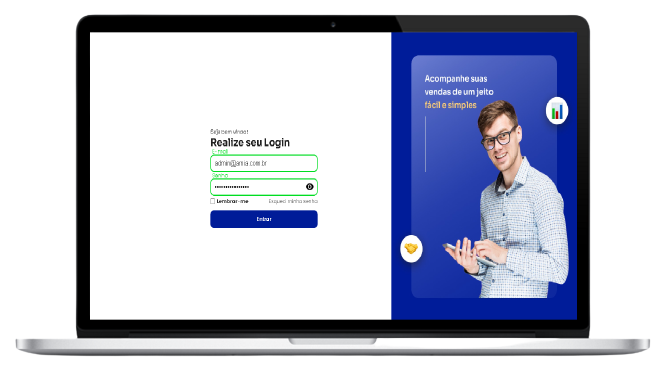 Seja bem vindo!
Realize seu Login
E-mail
admin@amia.com.br
Senha
Lembrar-me
Esqueci minha senha
Entrar
Acompanhe suas
vendas de um jeito
fácil e simples